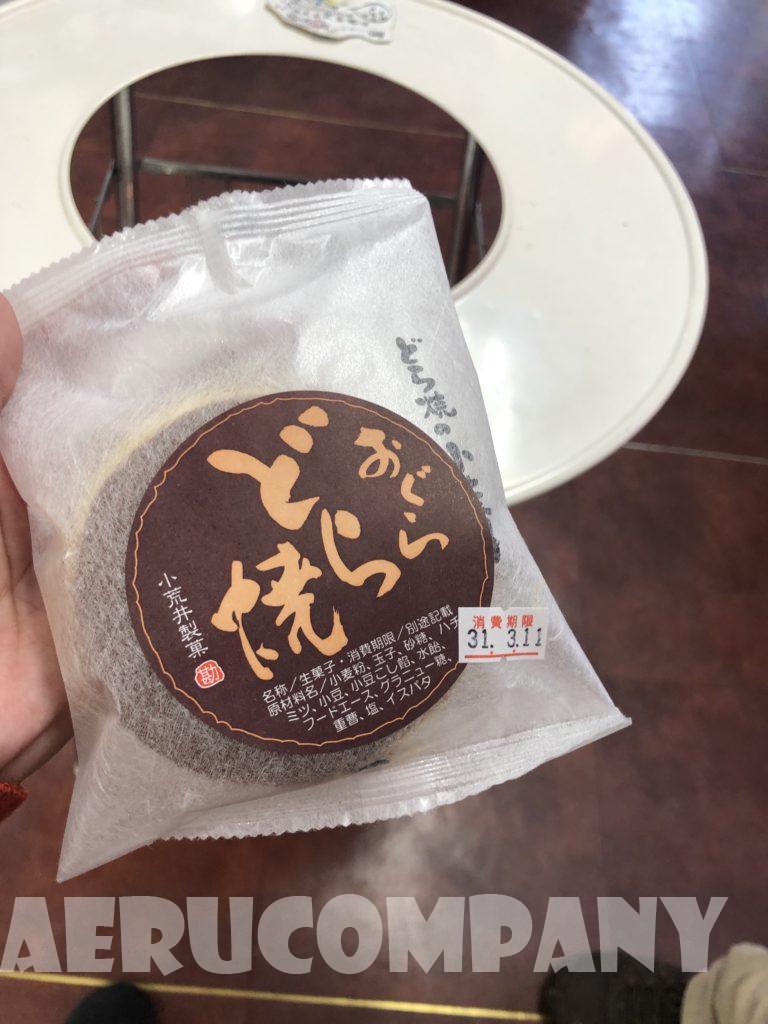 どら焼の小
おぐら
どら焼
小荒井製菓
勘
消費期限
31. 3.11
名称/生菓子・消費期限/別途記載
原材料名/小麦粉、玉子、砂糖、ハチ
ミツ、小豆、小豆こし餡、水飴、
フードエース、グラニュー糖、
重曹、塩、イスパタ
AERUCOMPANY